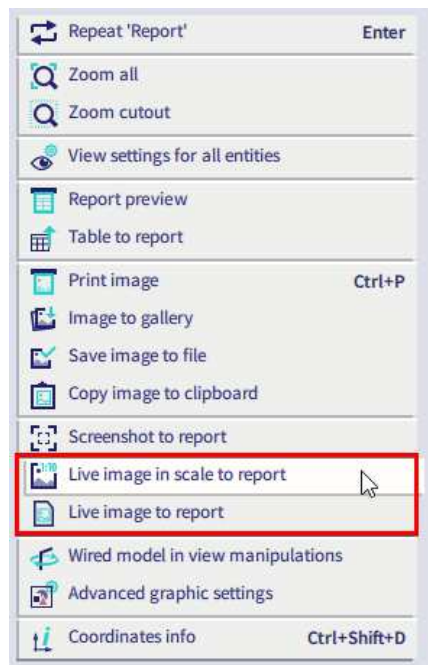 Repeat 'Report' Enter
Zoom all
Zoom cutout
View settings for all entities
Report preview
Table to report
Print image Ctrl+P
Image to gallery
Save image to file
Copy image to clipboard
Screenshot to report
1:10
Live image in scale to report
Live image to report
Wired model in view manipulations
Advanced graphic settings
Coordinates info Ctrl+Shift+D